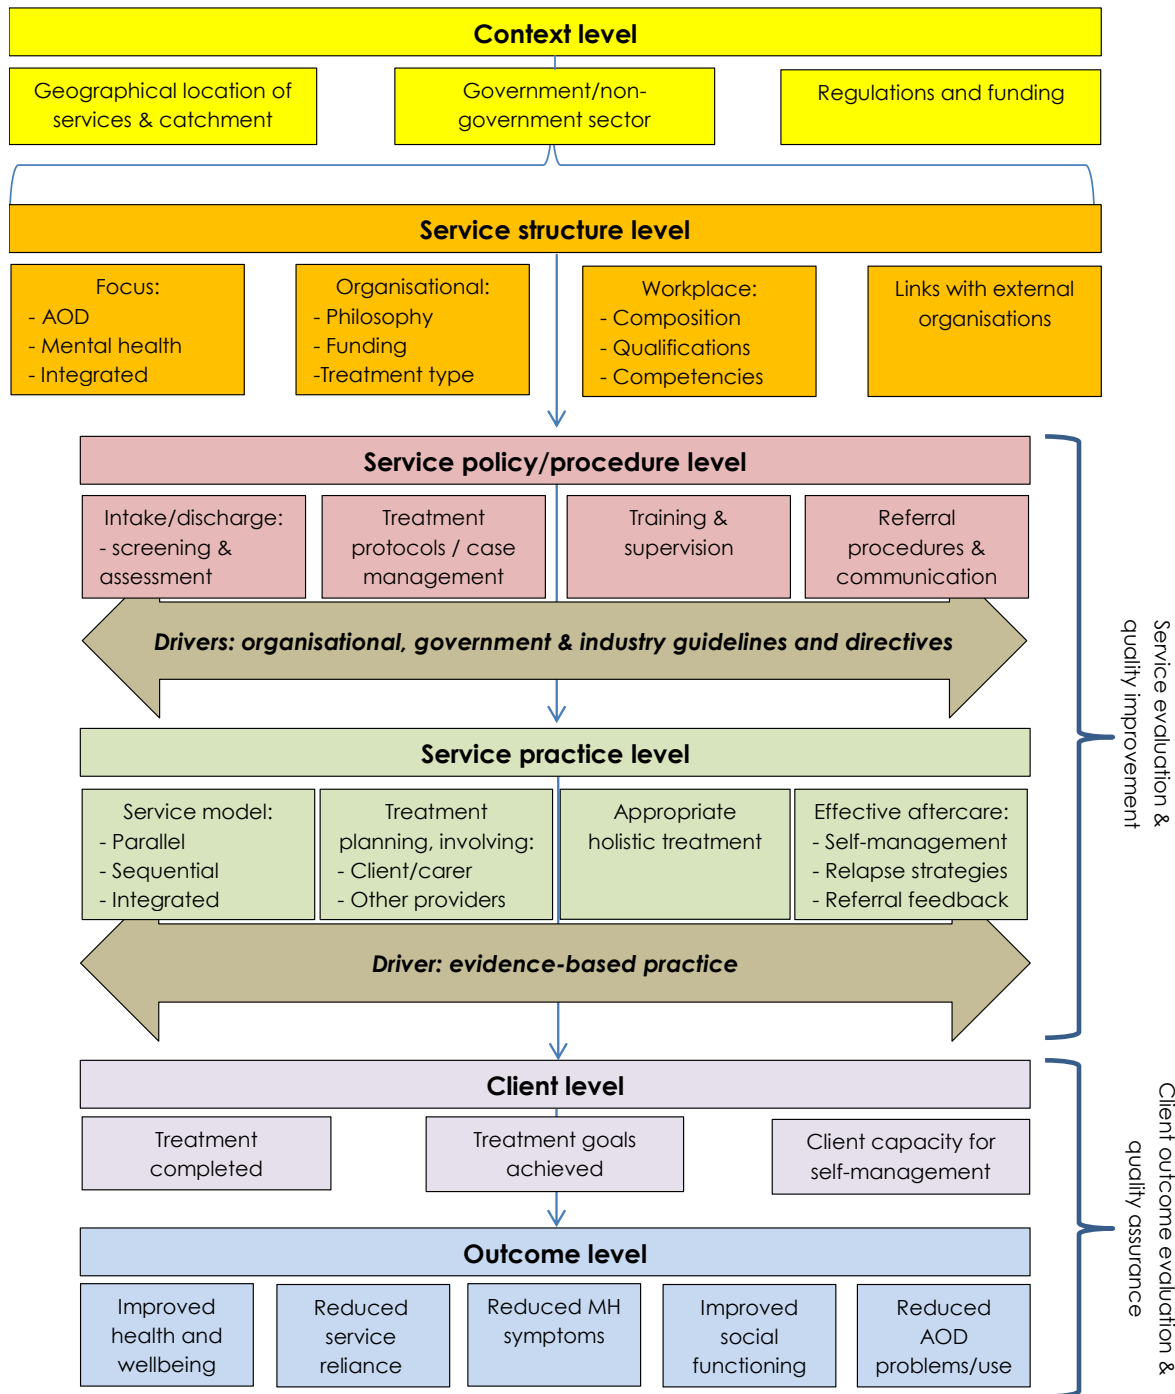 Context level
Geographical location of
services & catchment
Government/non-
government sector
Regulations and funding
Service structure level
Focus:
- AOD
- Mental health
- Integrated
Organisational:
- Philosophy
- Funding
-Treatment type
Workplace:
- Composition
- Qualifications
- Competencies
Links with external
organisations
Service policy/procedure level
Intake/discharge:
- screening &
assessment
Treatment
protocols / case
management
Training &
supervision
Referral
procedures &
communication
Drivers: organisational, government & industry guidelines and directives
Service practice level
Service model:
- Parallel
- Sequential
- Integrated
Treatment
planning, involving:
- Client/carer
- Other providers
Appropriate
holistic treatment
Effective aftercare:
- Self-management
- Relapse strategies
- Referral feedback
Driver: evidence-based practice
Service evaluation &
quality improvement
Client level
Treatment
completed
Treatment goals
achieved
Client capacity for
self-management
Outcome level
Improved
health and
wellbeing
Reduced
service
reliance
Reduced MH
symptoms
Improved
social
functioning
Reduced
AOD
problems/use
Client outcome evaluation &
quality assurance